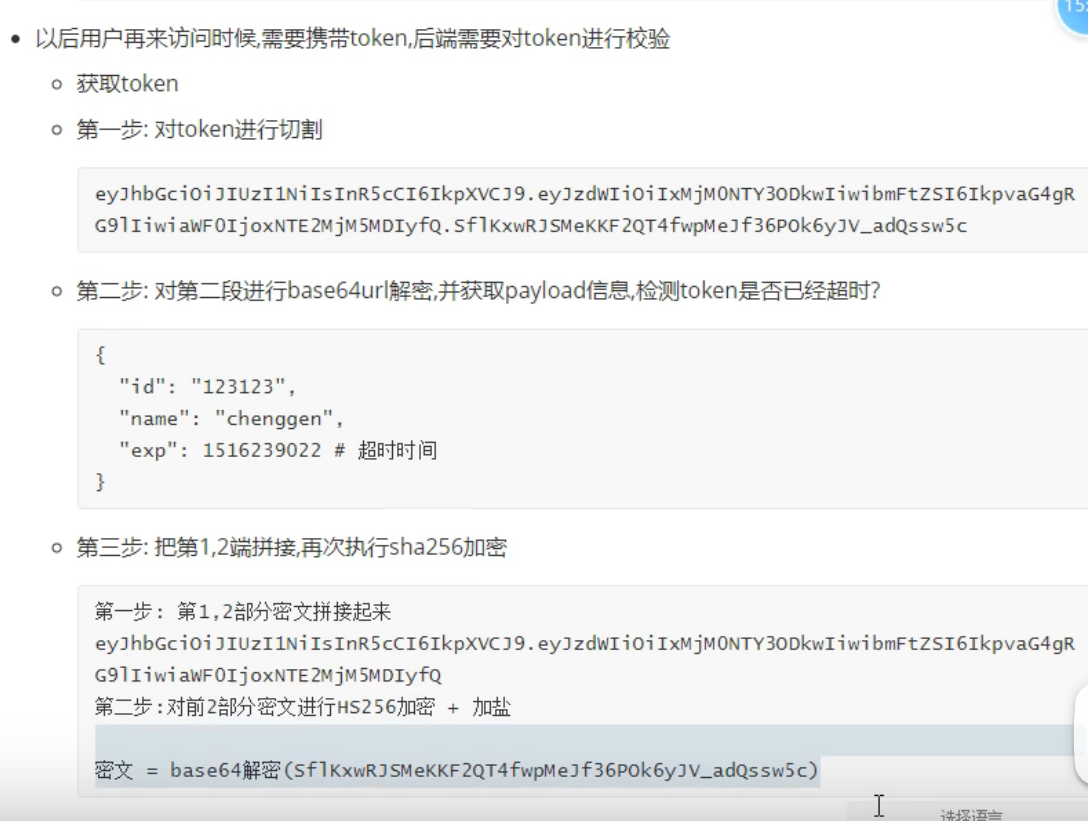 15:
以后用户再来访问时候,需要携带token,后端需要对token进行校验
获取token
第一步: 对token进行切割
eyJhbGciOiJIUzI1NiIsInR5cCI6IkpXVCJ9.eyJzdWIiOiIxMjM0NTY3ODkwIiwibmFtZSI6IkpvaG4gR
G9lIiwiaWF0IjoxNTE2MjM5MDIyfQ.SflKxwRJSMeKKF2QT4fwpMeJf36POk6yJV_adQssw5c
第二步: 对第二段进行base64url解密,并获取payload信息,检测token是否已经超时?
{
"id": "123123",
"name": "chenggen",
"exp": 1516239022 # 超时时间
}
第三步: 把第1,2端拼接,再次执行sha256加密
第一步: 第1,2部分密文拼接起来
eyJhbGciOiJIUzI1NiIsInR5cCI6IkpXVCJ9.eyJzdWIiOiIxMjM0NTY3ODkwIiwibmFtZSI6IkpvaG4gR
G9lIiwiaWF0IjoxNTE2MjM5MDIyfQ
第二步:对前2部分密文进行HS256加密 + 加盐
密文 = base64解密(SflKxwRJSMeKKF2QT4fwpMeJf36POk6yJV_adQssw5c)
选择语言